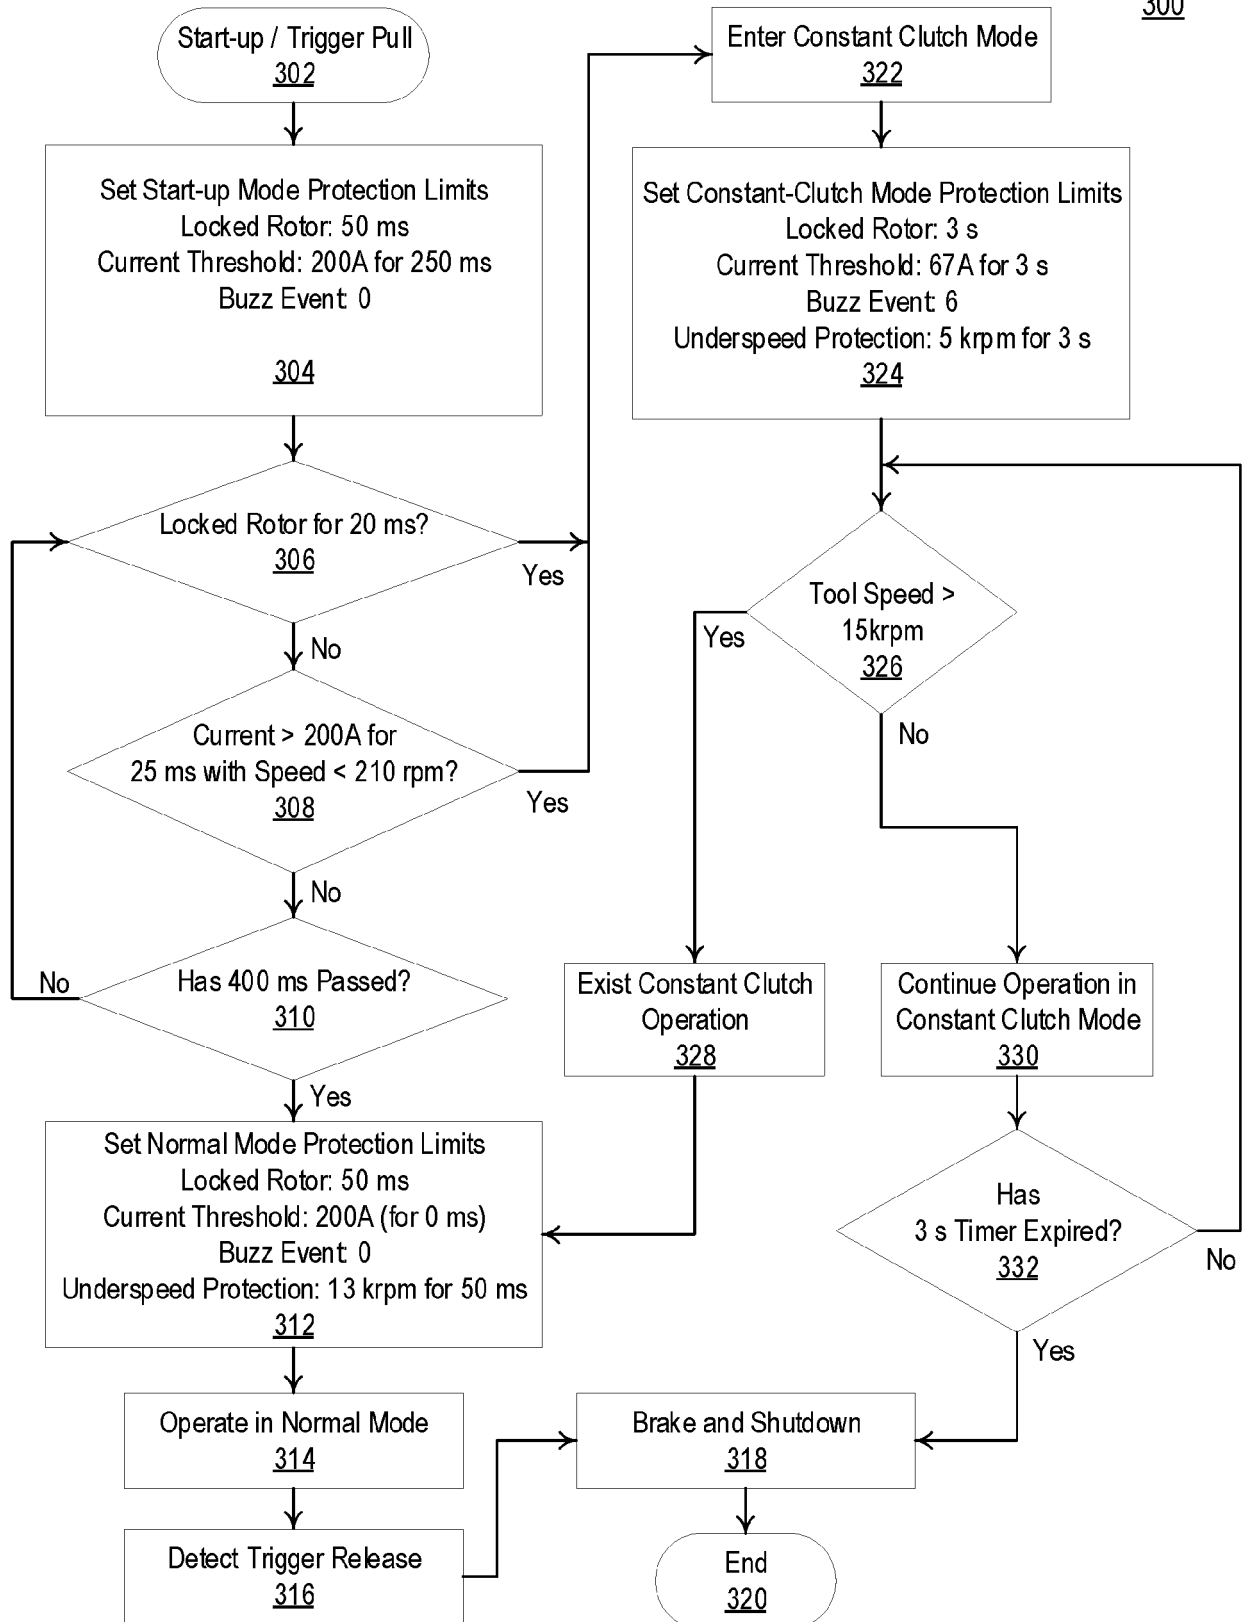 300
Start-up / Trigger Pull
302
Set Start-up Mode Protection Limits
Locked Rotor: 50 ms
Current Threshold: 200A for 250 ms
Buzz Event: 0
304
Locked Rotor for 20 ms?
306
Yes
No
Current > 200A for
25 ms with Speed < 210 rpm?
308
Yes
No
Has 400 ms Passed?
310
No
Yes
Set Normal Mode Protection Limits
Locked Rotor: 50 ms
Current Threshold: 200A (for 0 ms)
Buzz Event: 0
Underspeed Protection: 13 krpm for 50 ms
312
Operate in Normal Mode
314
Detect Trigger Release
316
Enter Constant Clutch Mode
322
Set Constant-Clutch Mode Protection Limits
Locked Rotor: 3 s
Current Threshold: 67A for 3 s
Buzz Event: 6
Underspeed Protection: 5 krpm for 3 s
324
Tool Speed >
15krpm
326
Yes
No
Exist Constant Clutch
Operation
328
Continue Operation in
Constant Clutch Mode
330
Has
3 s Timer Expired?
332
No
Yes
Brake and Shutdown
318
End
320